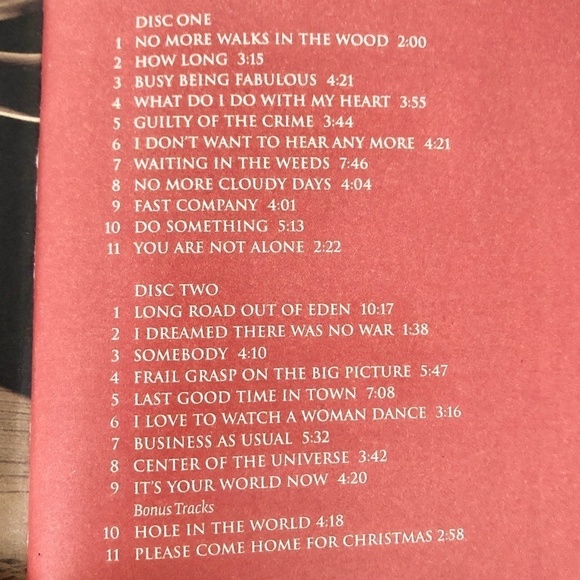 DISC ONE
1 NO MORE WALKS IN THE WOOD 2:00
2 HOW LONG 3:15
3 BUSY BEING FABULOUS 4:21
4 WHAT DO I DO WITH MY HEART 3:55
5 GUILTY OF THE CRIME 3:44
6 I DON'T WANT TO HEAR ANY MORE 4:21
7 WAITING IN THE WEEDS 7:46
8 NO MORE CLOUDY DAYS 4:04
9 FAST COMPANY 4:01
10 DO SOMETHING 5:13
11 YOU ARE NOT ALONE 2:22
DISC TWO
1 LONG ROAD OUT OF EDEN 10:17
2 I DREAMED THERE WAS NO WAR 1:38
3 SOMEBODY 4:10
4 FRAIL GRASP ON THE BIG PICTURE 5:47
5 LAST GOOD TIME IN TOWN 7:08
6 I LOVE TO WATCH A WOMAN DANCE 3:16
7 BUSINESS AS USUAL 5:32
8 CENTER OF THE UNIVERSE 3:42
9 IT'S YOUR WORLD NOW 4:20
Bonus Tracks
10 HOLE IN THE WORLD 4:18
11 PLEASE COME HOME FOR CHRISTMAS 2:58